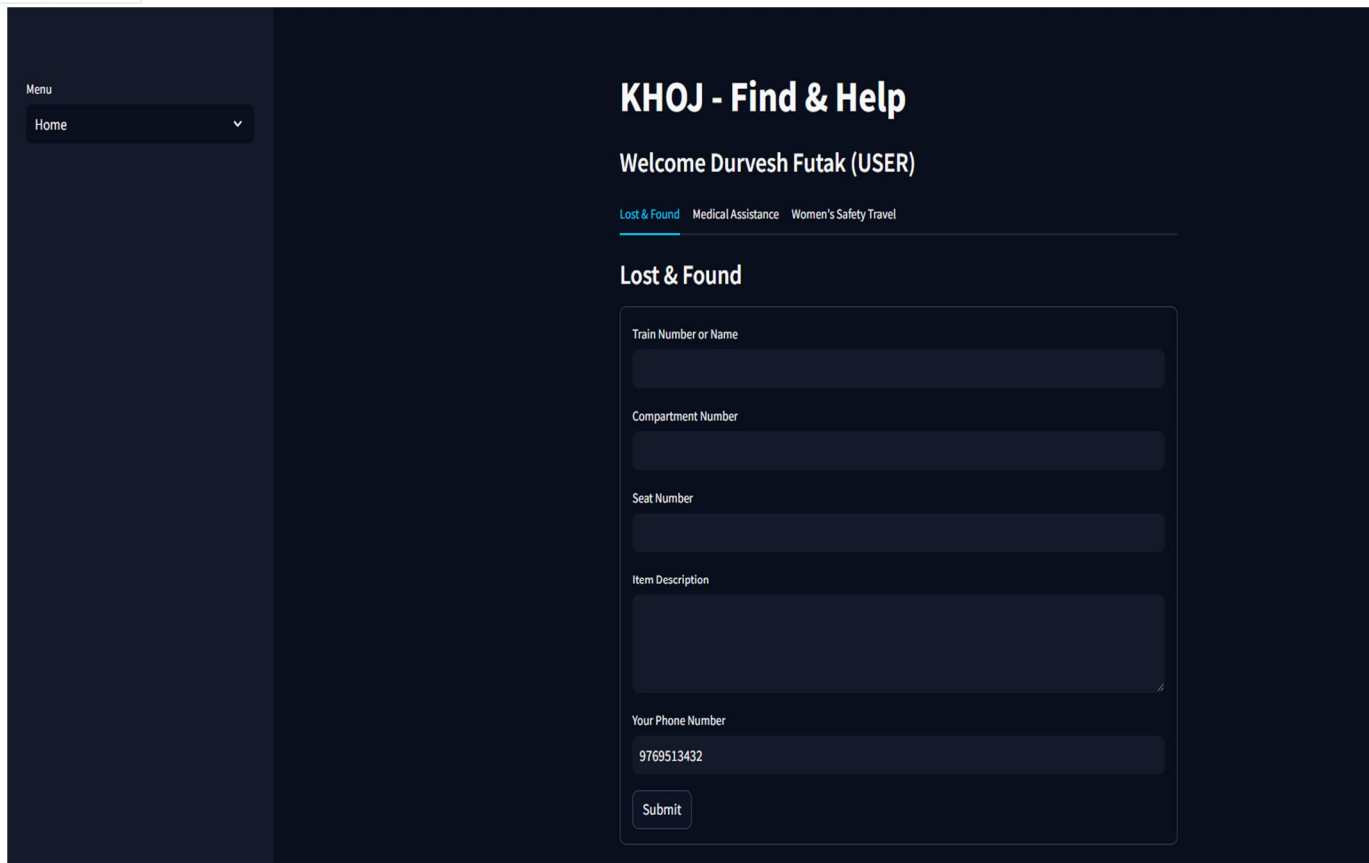 Menu
Home
KHOJ - Find & Help
Welcome Durvesh Futak (USER)
Lost & Found Medical Assistance Women's Safety Travel
Lost & Found
Train Number or Name
Compartment Number
Seat Number
Item Description
Your Phone Number
9769513432
Submit